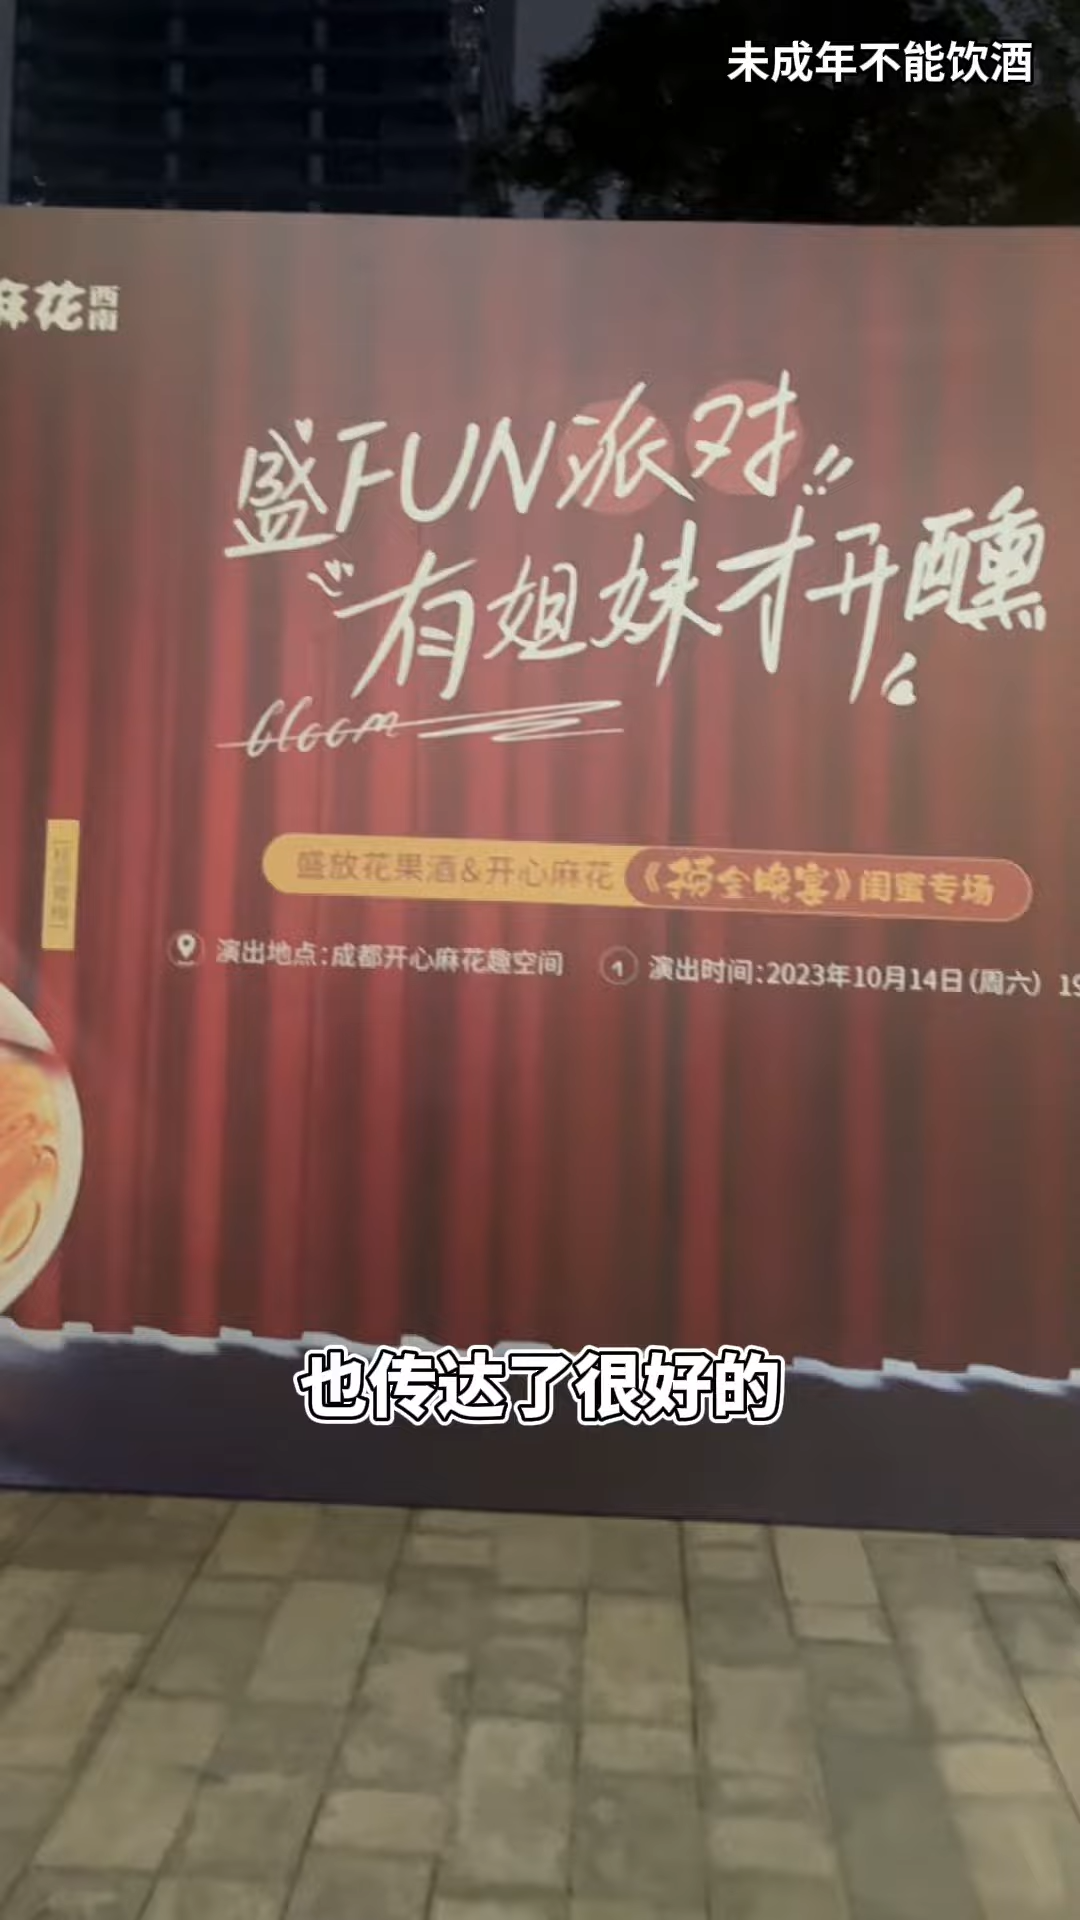 未成年不能饮酒
麻花西南
盛FUN派对!!
有姐妹才开醺
bloom
盛放花果酒&开心麻花《捞金晚宴》闺蜜专场
演出地点:成都开心麻花趣空间 演出时间:2023年10月14日(周六) 19
也传达了很好的